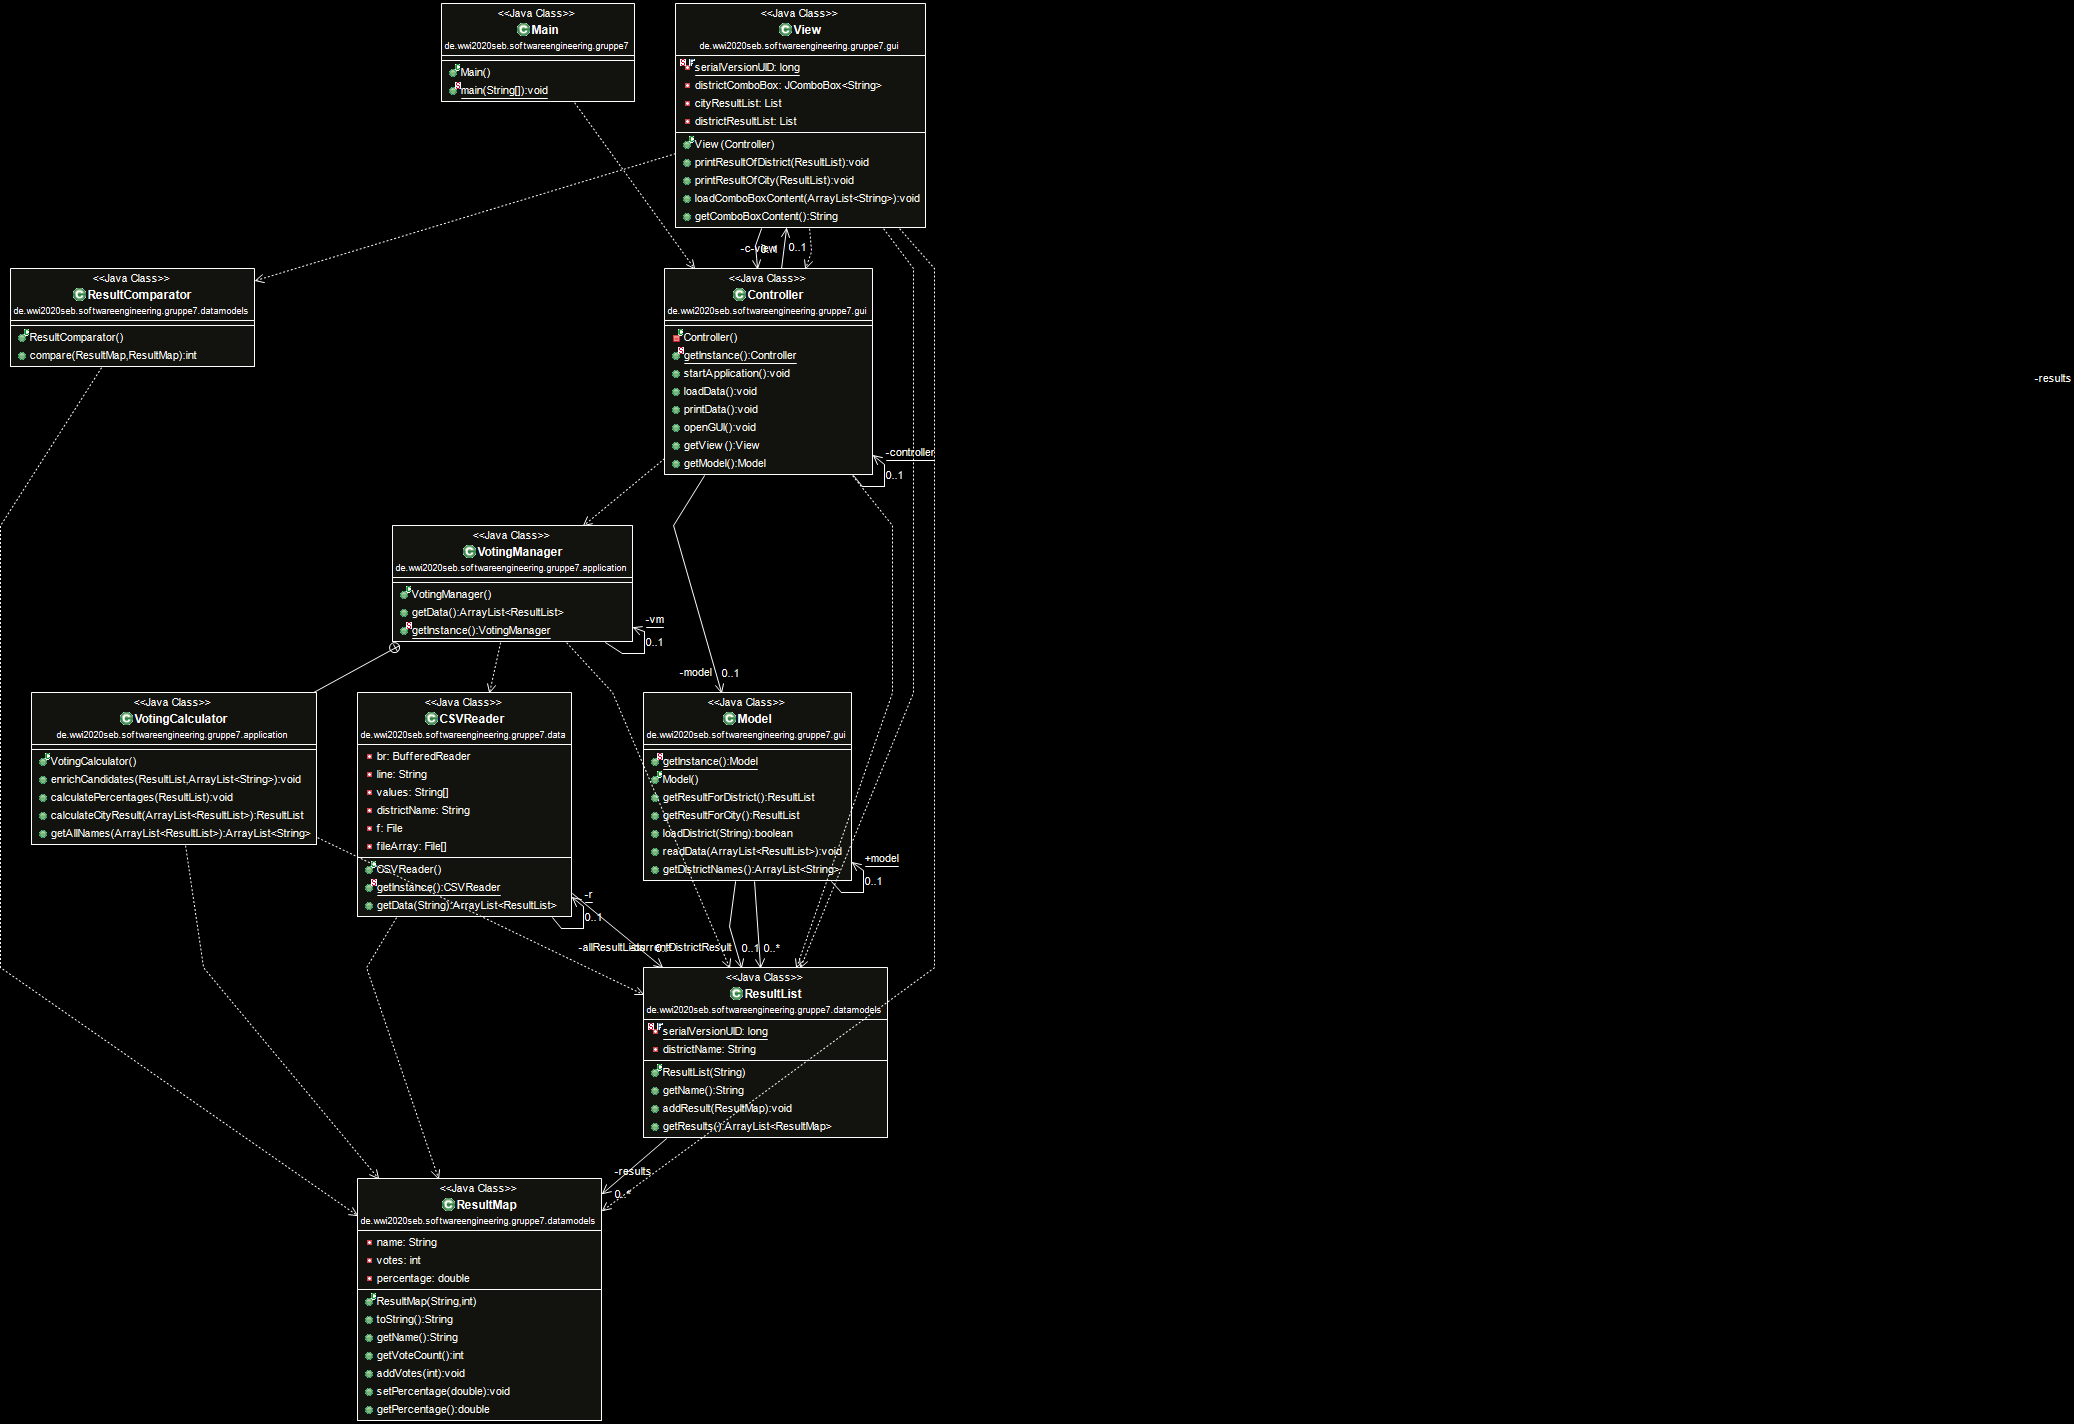 <<Java Class>>
Main
de.wwi2020seb.softwareengineering.gruppe7
Main()
main(String[]):void
<<Java Class>>
View
de.wwi2020seb.softwareengineering.gruppe7.gui
serialVersionUID: long
districtComboBox: JComboBox<String>
cityResultList: List
districtResultList: List
View(Controller)
printResultOfDistrict(ResultList):void
printResultOfCity(ResultList):void
loadComboBoxContent(ArrayList<String>):void
getComboBoxContent():String
-c
-view
0..1
<<Java Class>>
ResultComparator
de.wwi2020seb.softwareengineering.gruppe7.datamodels
ResultComparator()
compare(ResultMap,ResultMap):int
<<Java Class>>
Controller
de.wwi2020seb.softwareengineering.gruppe7.gui
Controller()
getInstance():Controller
startApplication():void
loadData():void
printData():void
openGUI():void
getView():View
getModel():Model
-results
-controller
0..1
<<Java Class>>
VotingManager
de.wwi2020seb.softwareengineering.gruppe7.application
VotingManager()
getData():ArrayList<ResultList>
getInstance():VotingManager
-vm
0..1
-model 0..1
<<Java Class>>
VotingCalculator
de.wwi2020seb.softwareengineering.gruppe7.application
VotingCalculator()
enrichCandidates(ResultList,ArrayList<String>):void
calculatePercentages(ResultList):void
calculateCityResult(ArrayList<ResultList>):ResultList
getAllNames(ArrayList<ResultList>):ArrayList<String>
<<Java Class>>
CSVReader
de.wwi2020seb.softwareengineering.gruppe7.data
br: BufferedReader
line: String
values: String[]
districtName: String
f: File
fileArray: File[]
CSVReader()
getInstance():CSVReader
getData(String):ArrayList<ResultList>
-r
0..1
<<Java Class>>
Model
de.wwi2020seb.softwareengineering.gruppe7.gui
getInstance():Model
Model()
getResultForDistrict():ResultList
getResultForCity():ResultList
loadDistrict(String):boolean
readData(ArrayList<ResultList>):void
getDistrictNames():ArrayList<String>
+model
0..1
-allResultLists
-currentDistrictResult
0..1
0..*
<<Java Class>>
ResultList
de.wwi2020seb.softwareengineering.gruppe7.datamodels
serialVersionUID: long
districtName: String
ResultList(String)
getName():String
addResult(ResultMap):void
getResults():ArrayList<ResultMap>
-results
0..*
<<Java Class>>
ResultMap
de.wwi2020seb.softwareengineering.gruppe7.datamodels
name: String
votes: int
percentage: double
ResultMap(String,int)
toString():String
getName():String
getVoteCount():int
addVotes(int):void
setPercentage(double):void
getPercentage():double